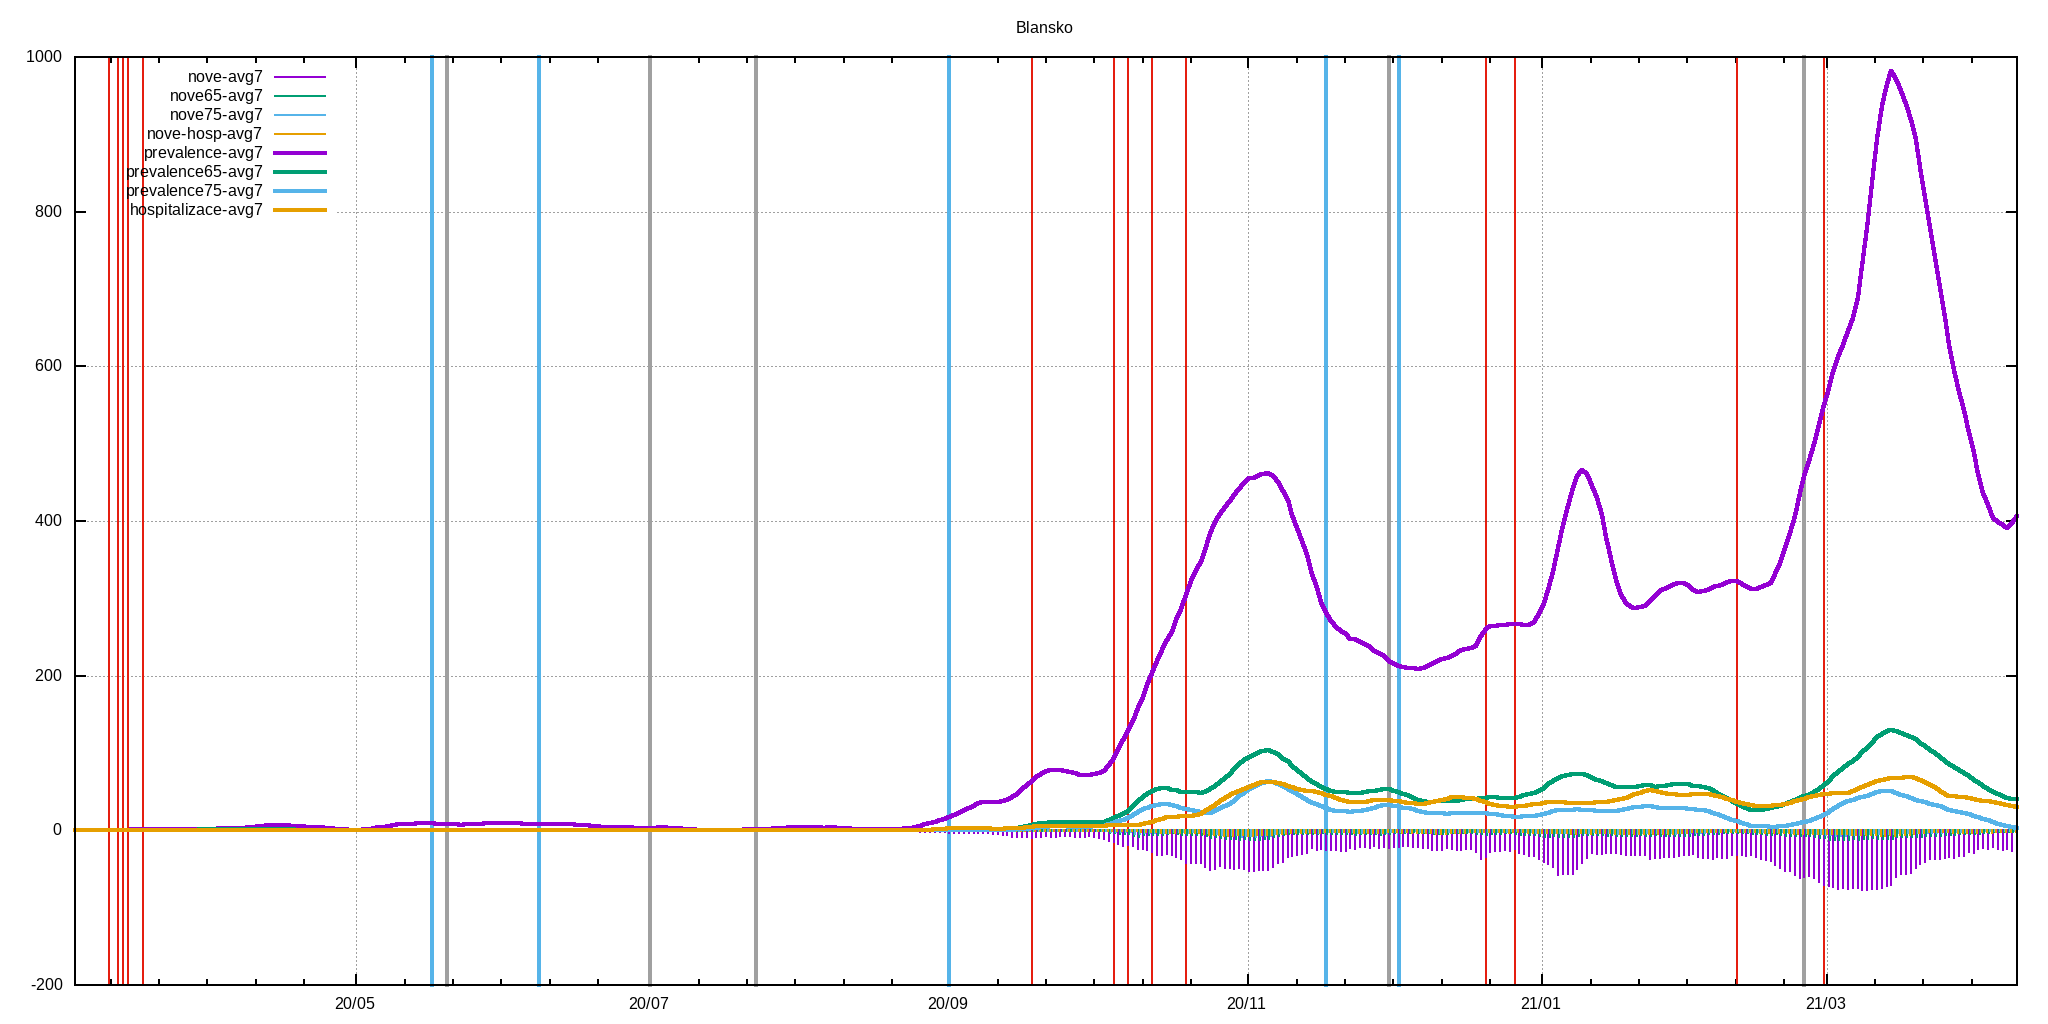 Blansko
1000
800
600
400
200
0
-200
nove-avg7
nove65-avg7
nove75-avg7
nove-hosp-avg7
prevalence-avg7
prevalence65-avg7
prevalence75-avg7
hospitalizace-avg7
20/05 20/07 20/09 20/11 21/01 21/03